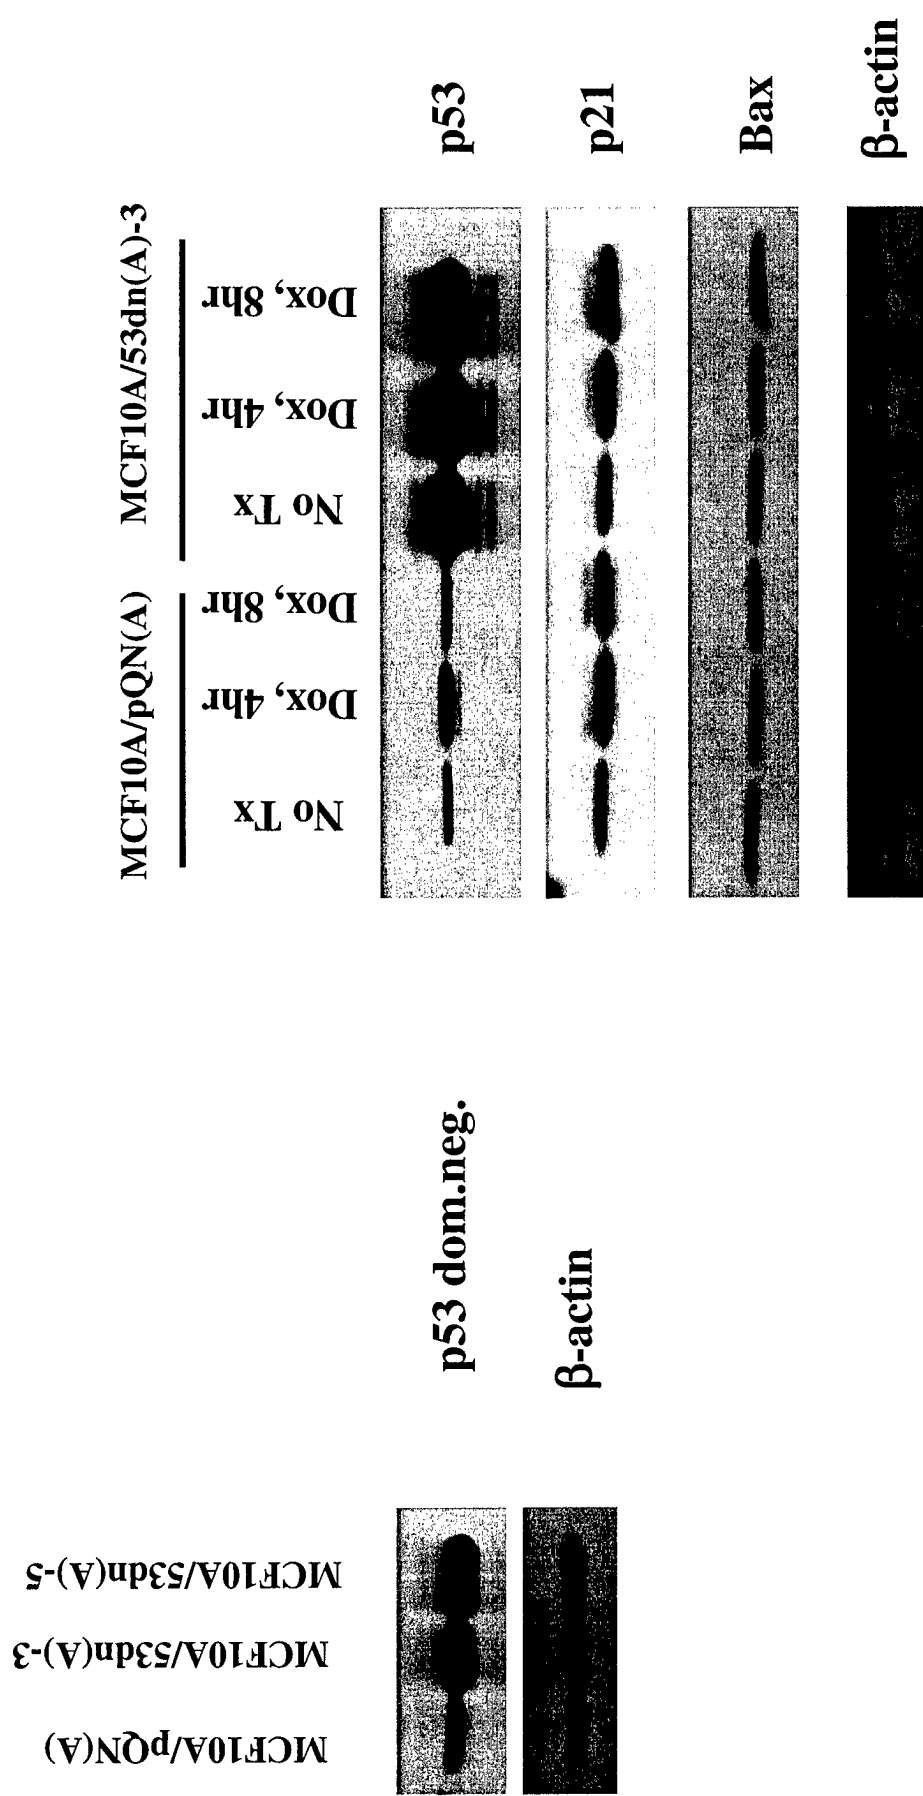 MCF10A/pQN(A)
MCF10A/53dn(A)-3
MCF10A/53dn(A)-5
p53 dom.neg.
β-actin
MCF10A/pQN(A)
MCF10A/53dn(A)-3
No Tx
Dox, 4hr
Dox, 8hr
No Tx
Dox, 4hr
Dox, 8hr
p53
p21
Bax
β-actin